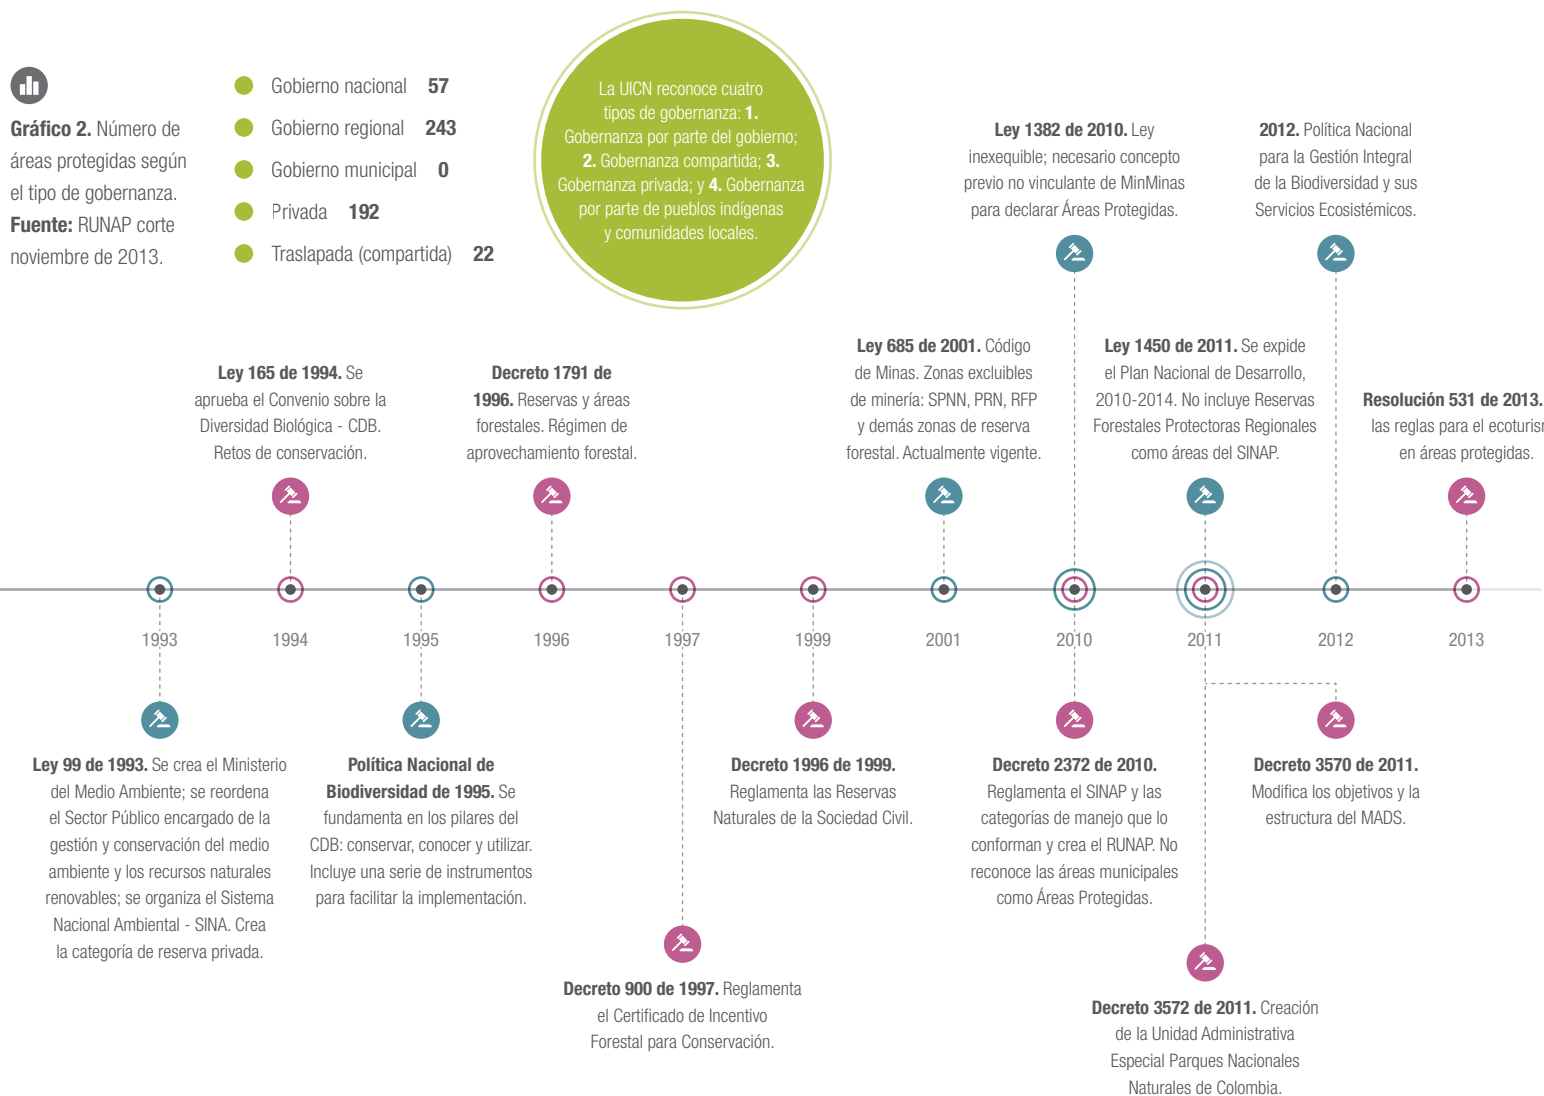 Gráfico 2. Número de
áreas protegidas según
el tipo de gobernanza.
Fuente: RUNAP corte
noviembre de 2013.
Gobierno nacional 57
Gobierno regional 243
Gobierno municipal 0
Privada 192
Traslapada (compartida) 22
La UICN reconoce cuatro
tipos de gobernanza: 1.
Gobernanza por parte del gobierno;
2. Gobernanza compartida; 3.
Gobernanza privada; y 4. Gobernanza
por parte de pueblos indígenas
y comunidades locales.
Ley 1382 de 2010. Ley
inexequible; necesario concepto
previo no vinculante de MinMinas
para declarar Áreas Protegidas.
2012. Política Nacional
para la Gestión Integral
de la Biodiversidad y sus
Servicios Ecosistémicos.
Ley 165 de 1994. Se
aprueba el Convenio sobre la
Diversidad Biológica - CDB.
Retos de conservación.
Decreto 1791 de
1996. Reservas y áreas
forestales. Régimen de
aprovechamiento forestal.
Ley 685 de 2001. Código
de Minas. Zonas excluibles
de minería: SPNN, PRN, RFP
y demás zonas de reserva
forestal. Actualmente vigente.
Ley 1450 de 2011. Se expide
el Plan Nacional de Desarrollo,
2010-2014. No incluye Reservas
Forestales Protectoras Regionales
como áreas del SINAP.
Resolución 531 de 2013.
las reglas para el ecoturis
en áreas protegidas.
1993
1994
1995
1996
1997
1999
2001
2010
2011
2012
2013
Ley 99 de 1993. Se crea el Ministerio
del Medio Ambiente; se reordena
el Sector Público encargado de la
gestión y conservación del medio
ambiente y los recursos naturales
renovables; se organiza el Sistema
Nacional Ambiental - SINA. Crea
la categoría de reserva privada.
Política Nacional de
Biodiversidad de 1995. Se
fundamenta en los pilares del
CDB: conservar, conocer y utilizar.
Incluye una serie de instrumentos
para facilitar la implementación.
Decreto 900 de 1997. Reglamenta
el Certificado de Incentivo
Forestal para Conservación.
Decreto 1996 de 1999.
Reglamenta las Reservas
Naturales de la Sociedad Civil.
Decreto 2372 de 2010.
Reglamenta el SINAP y las
categorías de manejo que lo
conforman y crea el RUNAP. No
reconoce las áreas municipales
como Áreas Protegidas.
Decreto 3570 de 2011.
Modifica los objetivos y la
estructura del MADS.
Decreto 3572 de 2011. Creación
de la Unidad Administrativa
Especial Parques Nacionales
Naturales de Colombia.